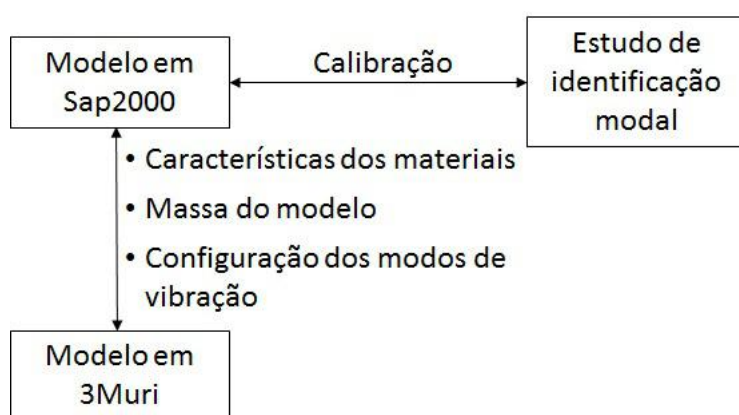 Modelo em
Sap2000
Calibração
Estudo de
identificação
modal
• Características dos materiais
• Massa do modelo
• Configuração dos modos de
vibração
Modelo em
3Muri